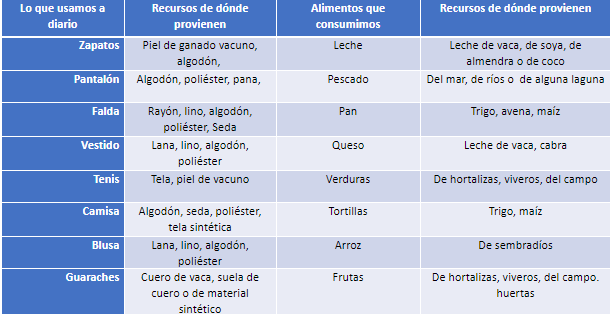 Lo que usamos a diario
Recursos de dónde provienen
Alimentos que consumimos
Recursos de dónde provienen
Zapatos
Piel de ganado vacuno,
algodón,
Leche
Leche de vaca, de soya, de
almendra o de coco
Pantalón
Algodón, poliéster, pana,
Pescado
Del mar, de ríos o de alguna laguna
Falda
Rayón, lino, algodón,
poliéster, Seda
Pan
Trigo, avena, maíz
Vestido
Lana, lino, algodón,
poliéster
Queso
Leche de vaca, cabra
Tenis
Tela, piel de vacuno
Verduras
De hortalizas, viveros, del campo
Camisa
Algodón, seda, poliéster,
tela sintética
Tortillas
Trigo, maíz
Blusa
Lana, lino, algodón,
poliéster
Arroz
De sembradíos
Guaraches
Cuero de vaca, suela de
cuero o de material
sintético
Frutas
De hortalizas, viveros, del campo.
huertas